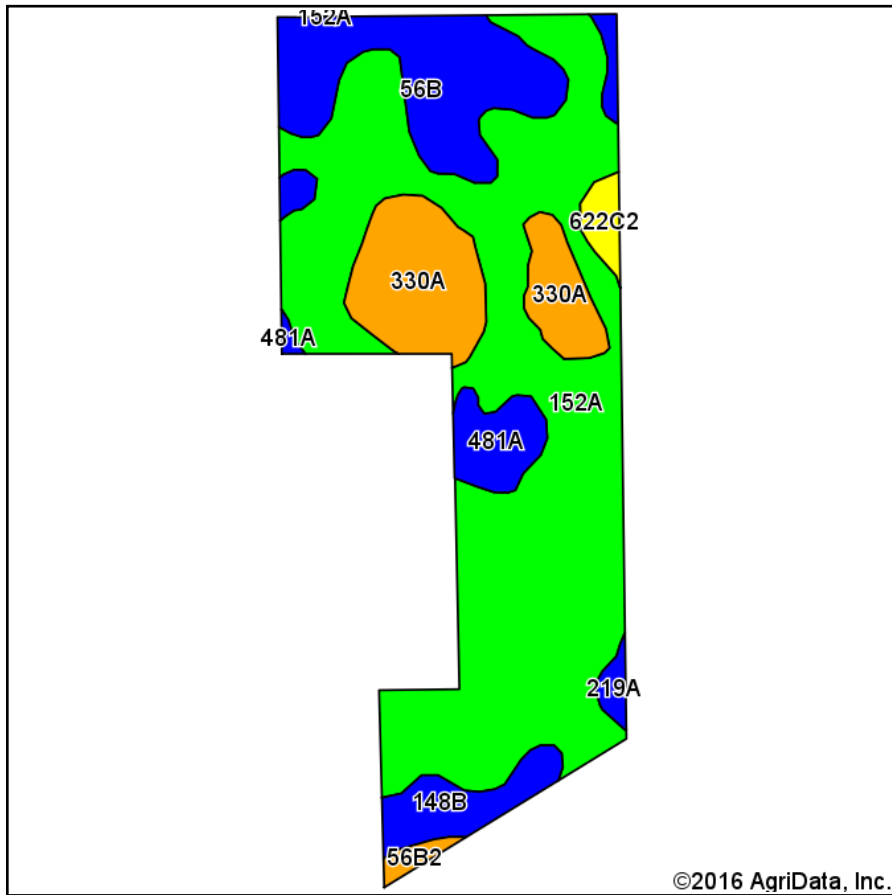 152A
56B
622C2
330A
330A
481A
152A
481A
219A
148B
56B2
©2016 AgriData, Inc.